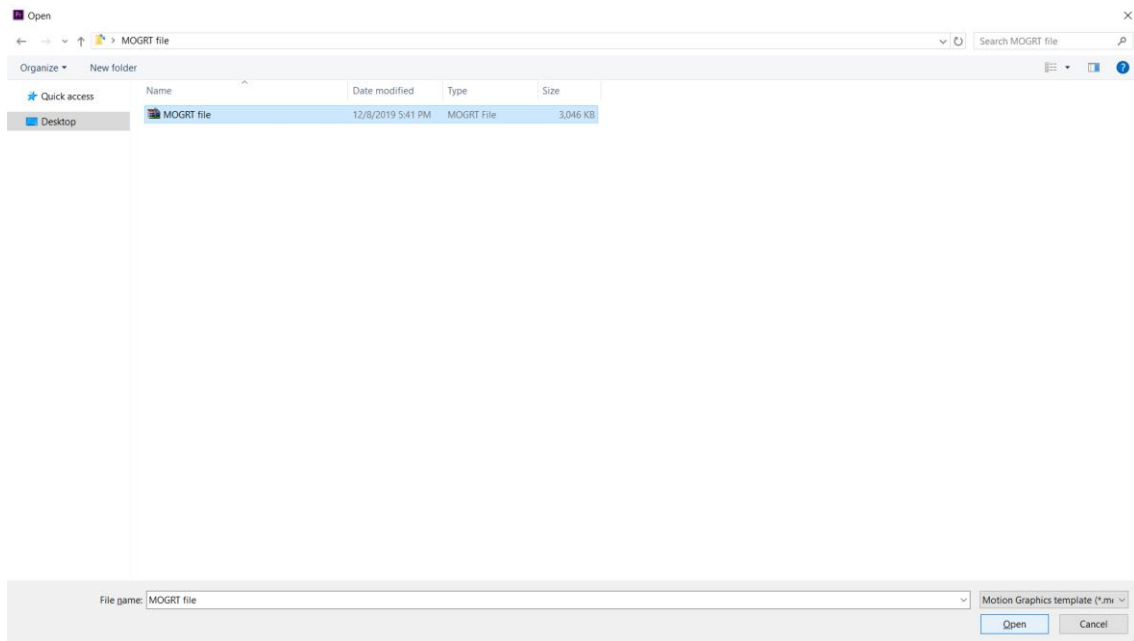 Pr Open
MOGRT file
Search MOGRT file
Organize
New folder
?
Name
Date modified
Type
Size
Quick access
Desktop
MOGRT file
12/8/2019 5:41 PM
MOGRT File
3,046 KB
File name: MOGRT file
Motion Graphics template (*.m
Open
Cancel